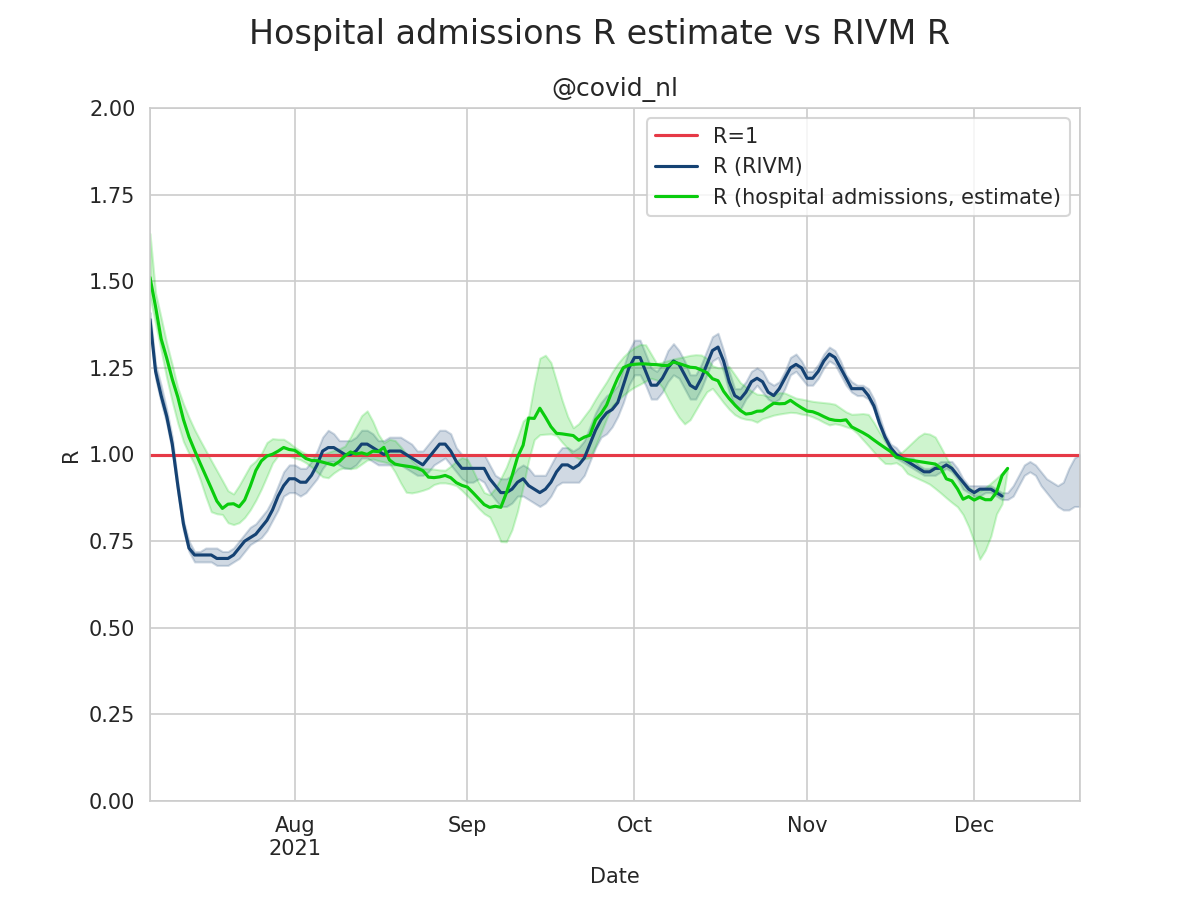 Hospital admissions R estimate vs RIVM R
@covid_nl
2.00
1.75
1.50
1.25
1.00
0.75
0.50
0.25
0.00
R
R=1
R (RIVM)
R (hospital admissions, estimate)
Aug
2021
Sep
Oct
Nov
Dec
Date